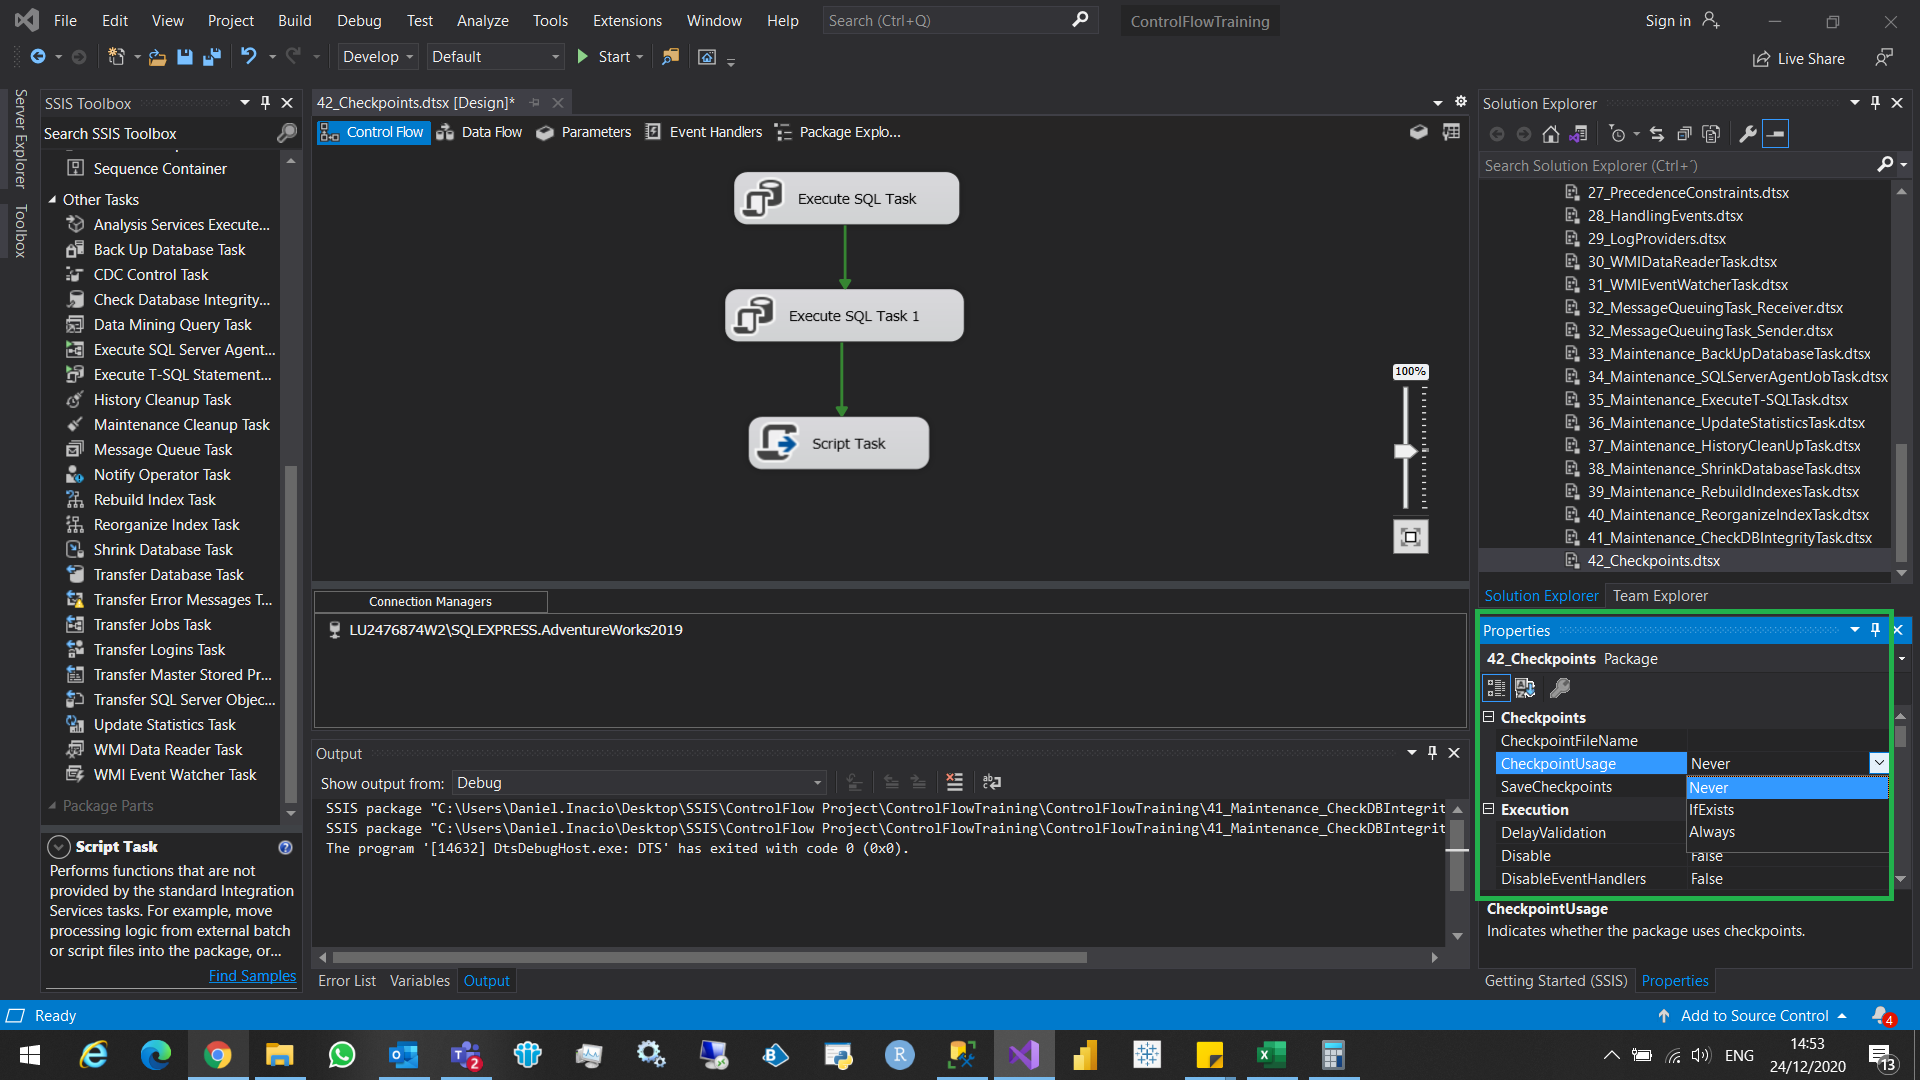 File Edit View Project Build Debug Test Analyze Tools Extensions Window Help Search (Ctrl+Q) ControlFlowTraining Sign in
Develop Default Start Live Share
Server Explorer
Toolbox
SSIS Toolbox
Search SSIS Toolbox
Sequence Container
Other Tasks
Analysis Services Execute...
Back Up Database Task
CDC Control Task
Check Database Integrity...
Data Mining Query Task
Execute SQL Server Agent...
Execute T-SQL Statement...
History Cleanup Task
Maintenance Cleanup Task
Message Queue Task
Notify Operator Task
Rebuild Index Task
Reorganize Index Task
Shrink Database Task
Transfer Database Task
Transfer Error Messages T...
Transfer Jobs Task
Transfer Logins Task
Transfer Master Stored Pr...
Transfer SQL Server Objec...
Update Statistics Task
WMI Data Reader Task
WMI Event Watcher Task
Package Parts
Script Task
Performs functions that are not
provided by the standard Integration
Services tasks. For example, move
processing logic from external batch
or script files into the package, or...
Find Samples
42_Checkpoints.dtsx [Design]*
Control Flow Data Flow Parameters Event Handlers Package Explo...
Execute SQL Task
Execute SQL Task 1
Script Task
100%
Connection Managers
LU2476874W2\SQLEXPRESS.AdventureWorks2019
Output
Show output from: Debug
SSIS package "C:\Users\Daniel.Inacio\Desktop\SSIS\ControlFlow Project\ControlFlowTraining\ControlFlowTraining\41_Maintenance_CheckDBIntegrit
SSIS package "C:\Users\Daniel.Inacio\Desktop\SSIS\ControlFlow Project\ControlFlowTraining\ControlFlowTraining\41_Maintenance_CheckDBIntegrit
The program '[14632] DtsDebugHost.exe: DTS' has exited with code 0 (0x0).
Error List Variables Output
Solution Explorer
Search Solution Explorer (Ctrl+´)
27_PrecedenceConstraints.dtsx
28_HandlingEvents.dtsx
29_LogProviders.dtsx
30_WMIDataReaderTask.dtsx
31_WMIEventWatcherTask.dtsx
32_MessageQueuingTask_Receiver.dtsx
32_MessageQueuingTask_Sender.dtsx
33_Maintenance_BackUpDatabaseTask.dtsx
34_Maintenance_SQLServerAgentJobTask.dtsx
35_Maintenance_ExecuteT-SQLTask.dtsx
36_Maintenance_UpdateStatisticsTask.dtsx
37_Maintenance_HistoryCleanUpTask.dtsx
38_Maintenance_ShrinkDatabaseTask.dtsx
39_Maintenance_RebuildIndexesTask.dtsx
40_Maintenance_ReorganizeIndexTask.dtsx
41_Maintenance_CheckDBIntegrityTask.dtsx
42_Checkpoints.dtsx
Solution Explorer Team Explorer
Properties
42_Checkpoints Package
Checkpoints
CheckpointFileName
CheckpointUsage Never
SaveCheckpoints Never
IfExists
Execution
DelayValidation Always
Disable False
DisableEventHandlers False
CheckpointUsage
Indicates whether the package uses checkpoints.
Getting Started (SSIS) Properties
Ready Add to Source Control 4
2 ENG 14:53
24/12/2020 13